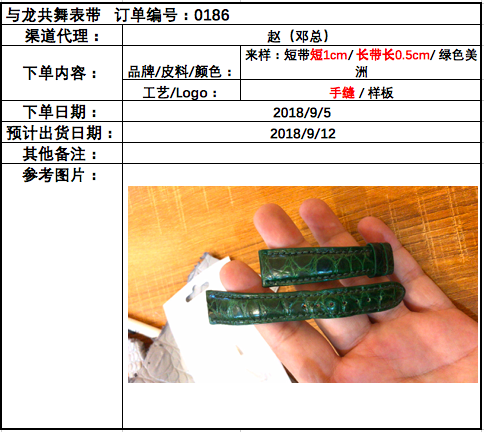 与龙共舞表带 订单编号：0186
渠道代理： 赵（邓总）
下单内容： 品牌/皮料/颜色： 来样：短带短1cm/ 长带长0.5cm/ 绿色美
洲
工艺/Logo： 手缝 / 样板
下单日期： 2018/9/5
预计出货日期： 2018/9/12
其他备注：
参考图片：